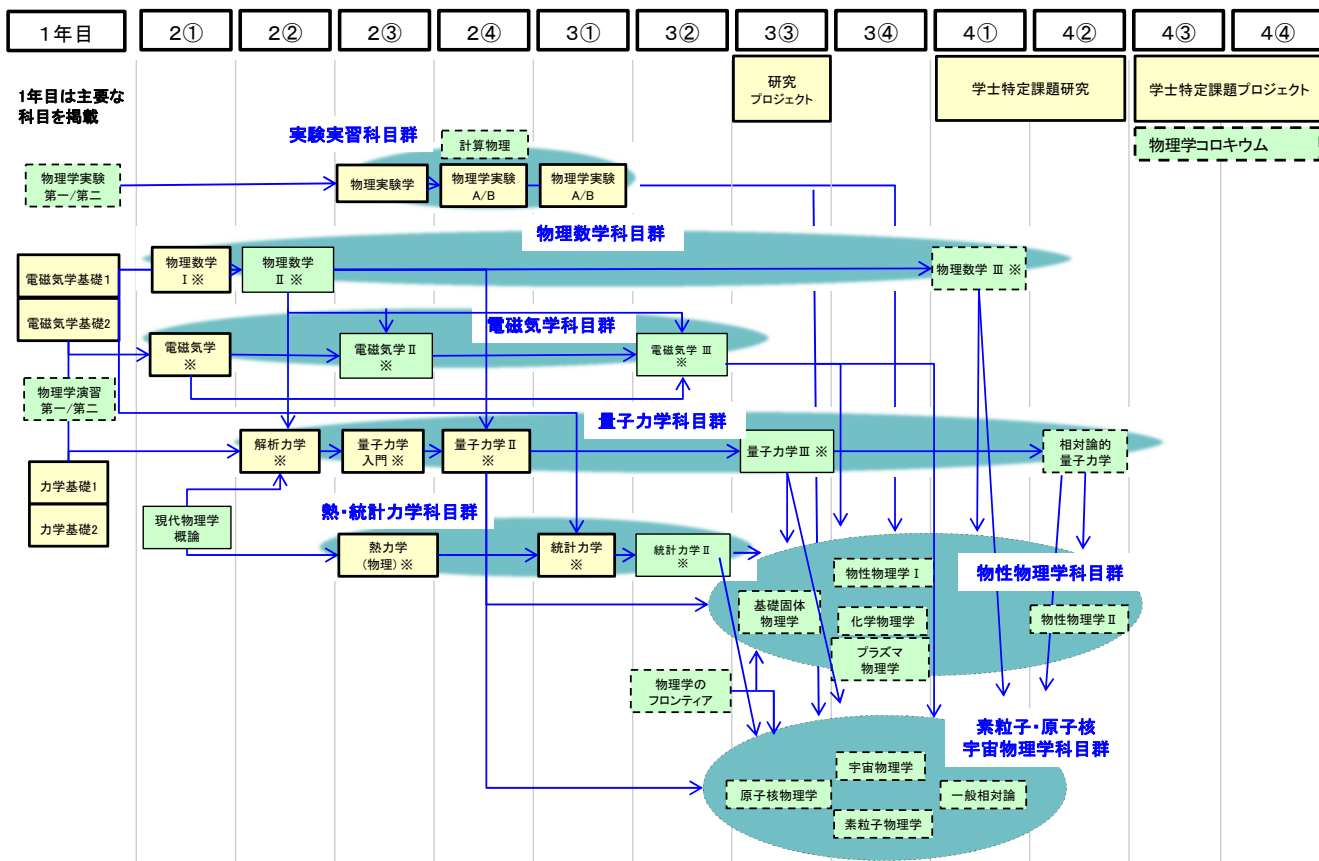 1年目
2①
2②
2③
2④
3①
3②
3③
3④
4①
4②
4③
4④
1年目は主要な
科目を掲載
研究
プロジェクト
学士特定課題研究
学士特定課題プロジェクト
物理学コロキウム
実験実習科目群
計算物理
物理学実験
第一/第二
物理実験学
物理学実験
A/B
物理学実験
A/B
物理数学科目群
電磁気学基礎1
電磁気学基礎2
物理数学
Ⅰ ※
物理数学
Ⅱ ※
物理数学 Ⅲ ※
電磁気学科目群
電磁気学
※
電磁気学Ⅱ
※
電磁気学 Ⅲ
※
物理学演習
第一/第二
量子力学科目群
解析力学
※
量子力学
入門 ※
量子力学Ⅱ
※
量子力学Ⅲ ※
相対論的
量子力学
力学基礎1
力学基礎2
現代物理学
概論
熱・統計力学科目群
熱力学
(物理) ※
統計力学
※
統計力学Ⅱ
※
物性物理学科目群
物性物理学Ⅰ
基礎固体
物理学
化学物理学
プラズマ
物理学
物性物理学Ⅱ
物理学の
フロンティア
素粒子・原子核
宇宙物理学科目群
宇宙物理学
原子核物理学
一般相対論
素粒子物理学